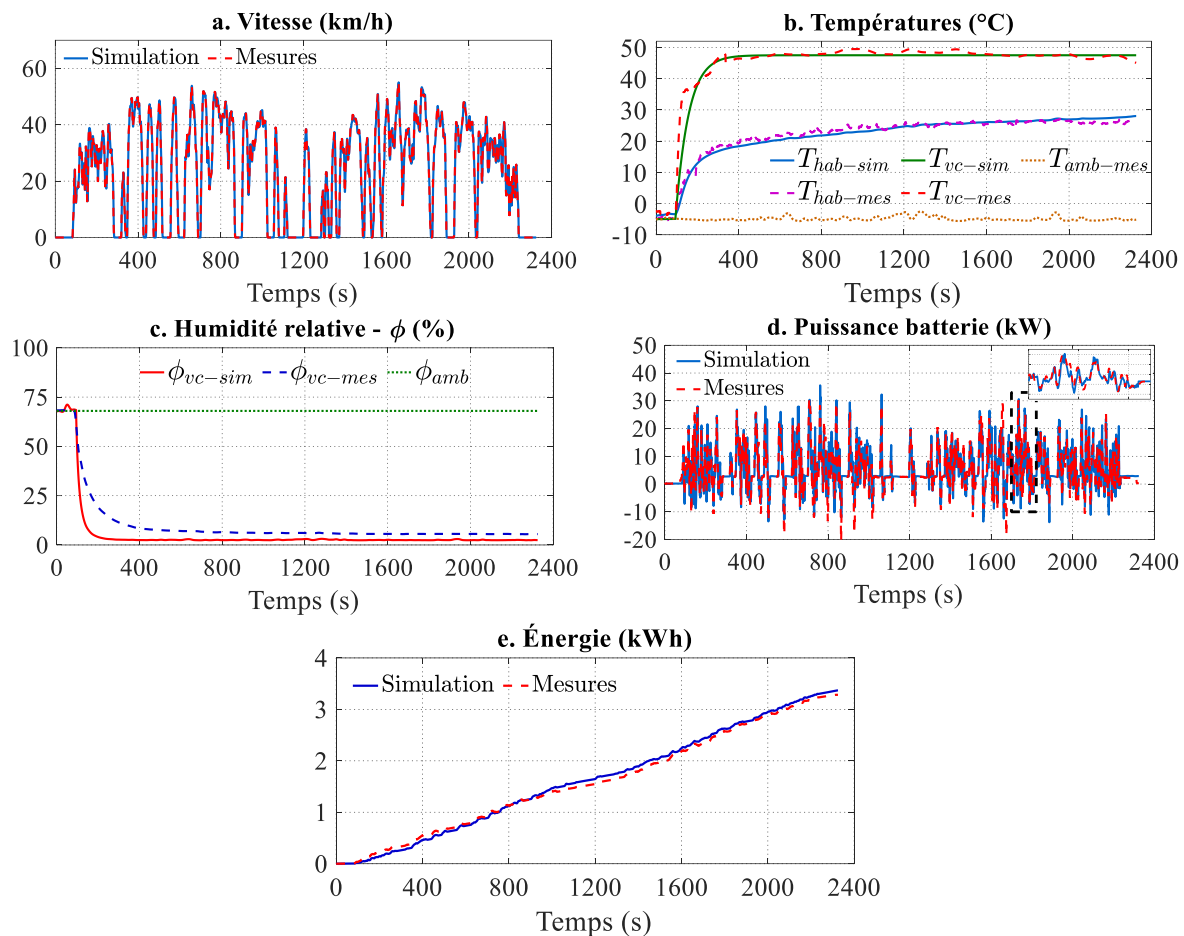 a. Vitesse (km/h)
Simulation Mesures
60
40
20
0
0 400 800 1200 1600 2000 2400
Temps (s)
b. Températures (°C)
50
40
30
20
10
0
-10
T_hab−sim T_vc−sim T_amb−mes
T_hab−mes T_vc−mes
0 400 800 1200 1600 2000 2400
Temps (s)
c. Humidité relative - ϕ (%)
100
75
50
25
0
ϕ_vc−sim ϕ_vc−mes ϕ_amb
0 400 800 1200 1600 2000 2400
Temps (s)
d. Puissance batterie (kW)
Simulation
Mesures
50
40
30
20
10
0
-10
-20
0 400 800 1200 1600 2000 2400
Temps (s)
e. Énergie (kWh)
Simulation Mesures
4
3
2
1
0
0 400 800 1200 1600 2000 2400
Temps (s)